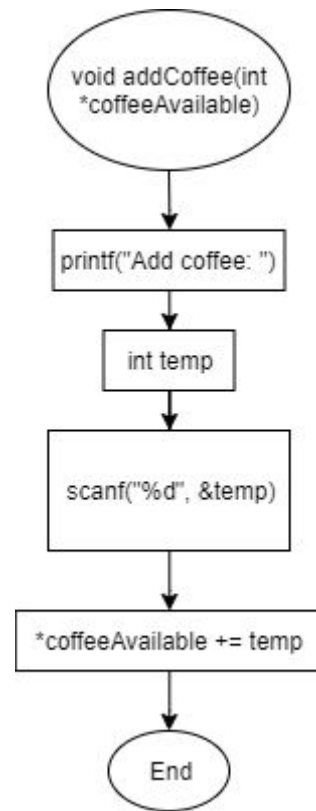 void addCoffee(int
*coffeeAvailable)
printf("Add coffee: ")
int temp
scanf("%d", &temp)
*coffeeAvailable += temp
End